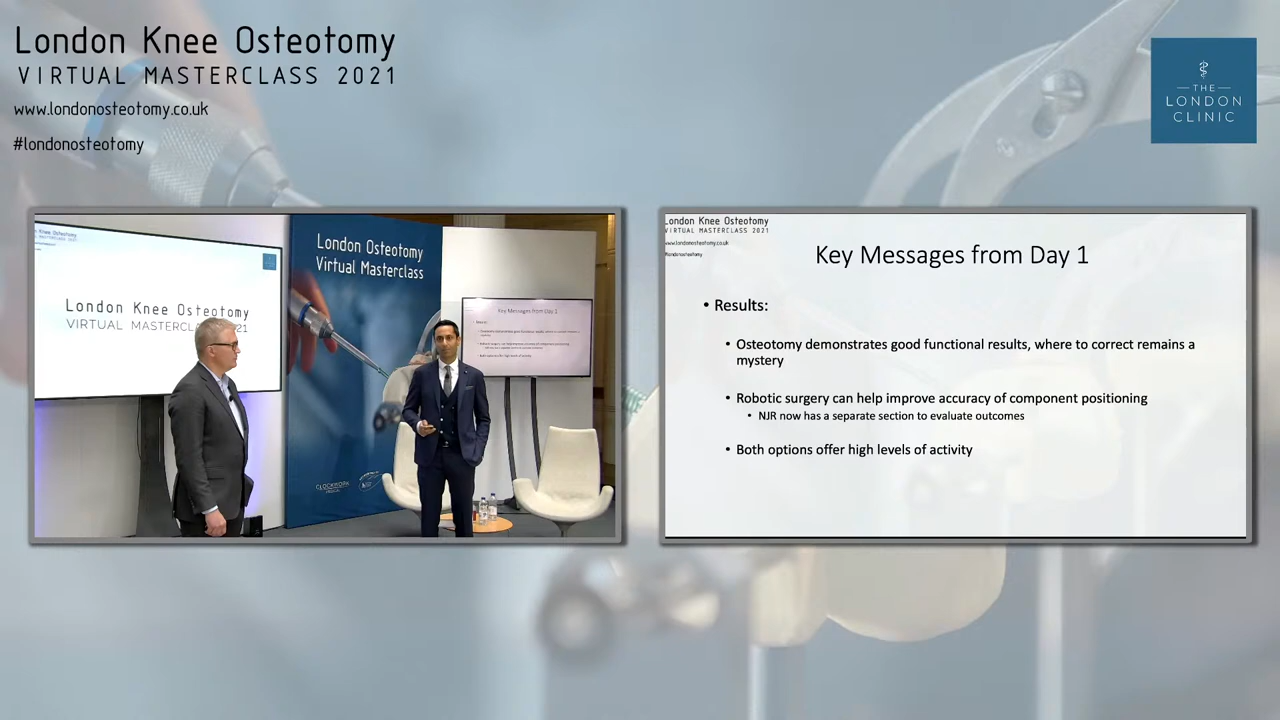 London Knee Osteotomy
VIRTUAL MASTERCLASS 2021
www.londonosteotomy.co.uk
#londonosteotomy
THE
LONDON
CLINIC
London Knee Osteotomy
VIRTUAL MASTERCLASS 2021
London Osteotomy
Virtual Masterclass
Key Messages from Day 1
CLOCKWORK
London Knee Osteotomy
VIRTUAL MASTERCLASS 2021
www.londonosteotomy.co.uk
#londonosteotomy
Key Messages from Day 1
• Results:
• Osteotomy demonstrates good functional results, where to correct remains a
mystery
• Robotic surgery can help improve accuracy of component positioning
• NJR now has a separate section to evaluate outcomes
• Both options offer high levels of activity